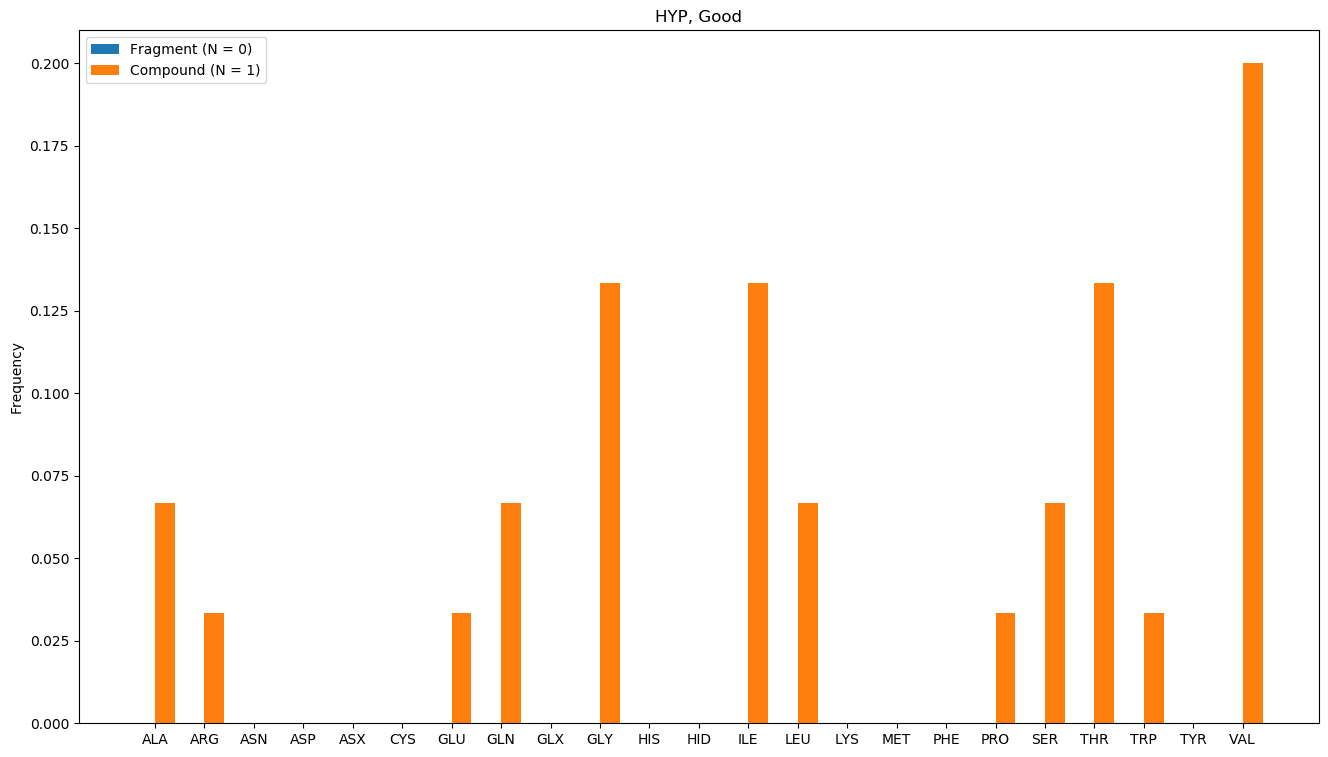 HYP, Good
Fragment (N = 0)
Compound (N = 1)
0.200
0.175
0.150
0.125
0.100
0.075
0.050
0.025
0.000
Frequency
ALA ARG ASN ASP ASX CYS GLU GLN GLX GLY HIS HID ILE LEU LYS MET PHE PRO SER THR TRP TYR VAL